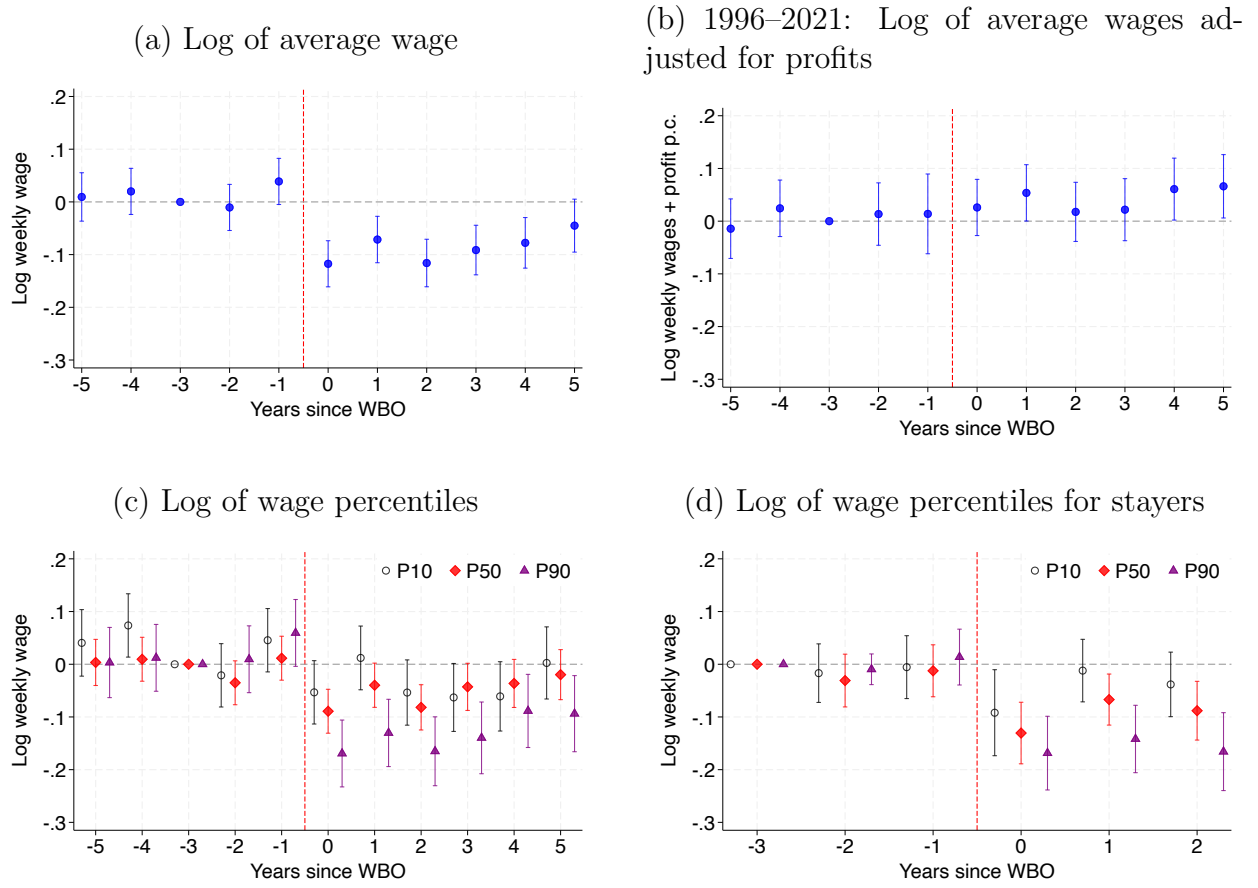 (a) Log of average wage
.2
.1
0
-.1
-.2
-.3
Log weekly wage
-5 -4 -3 -2 -1 0 1 2 3 4 5
Years since WBO
(b) 1996–2021: Log of average wages ad-
justed for profits
.2
.1
0
-.1
-.2
-.3
Log weekly wages + profit p.c.
-5 -4 -3 -2 -1 0 1 2 3 4 5
Years since WBO
(c) Log of wage percentiles
P10 P50 P90
.2
.1
0
-.1
-.2
-.3
Log weekly wage
-5 -4 -3 -2 -1 0 1 2 3 4 5
Years since WBO
(d) Log of wage percentiles for stayers
P10 P50 P90
.2
.1
0
-.1
-.2
-.3
Log weekly wage
-3 -2 -1 0 1 2
Years since WBO